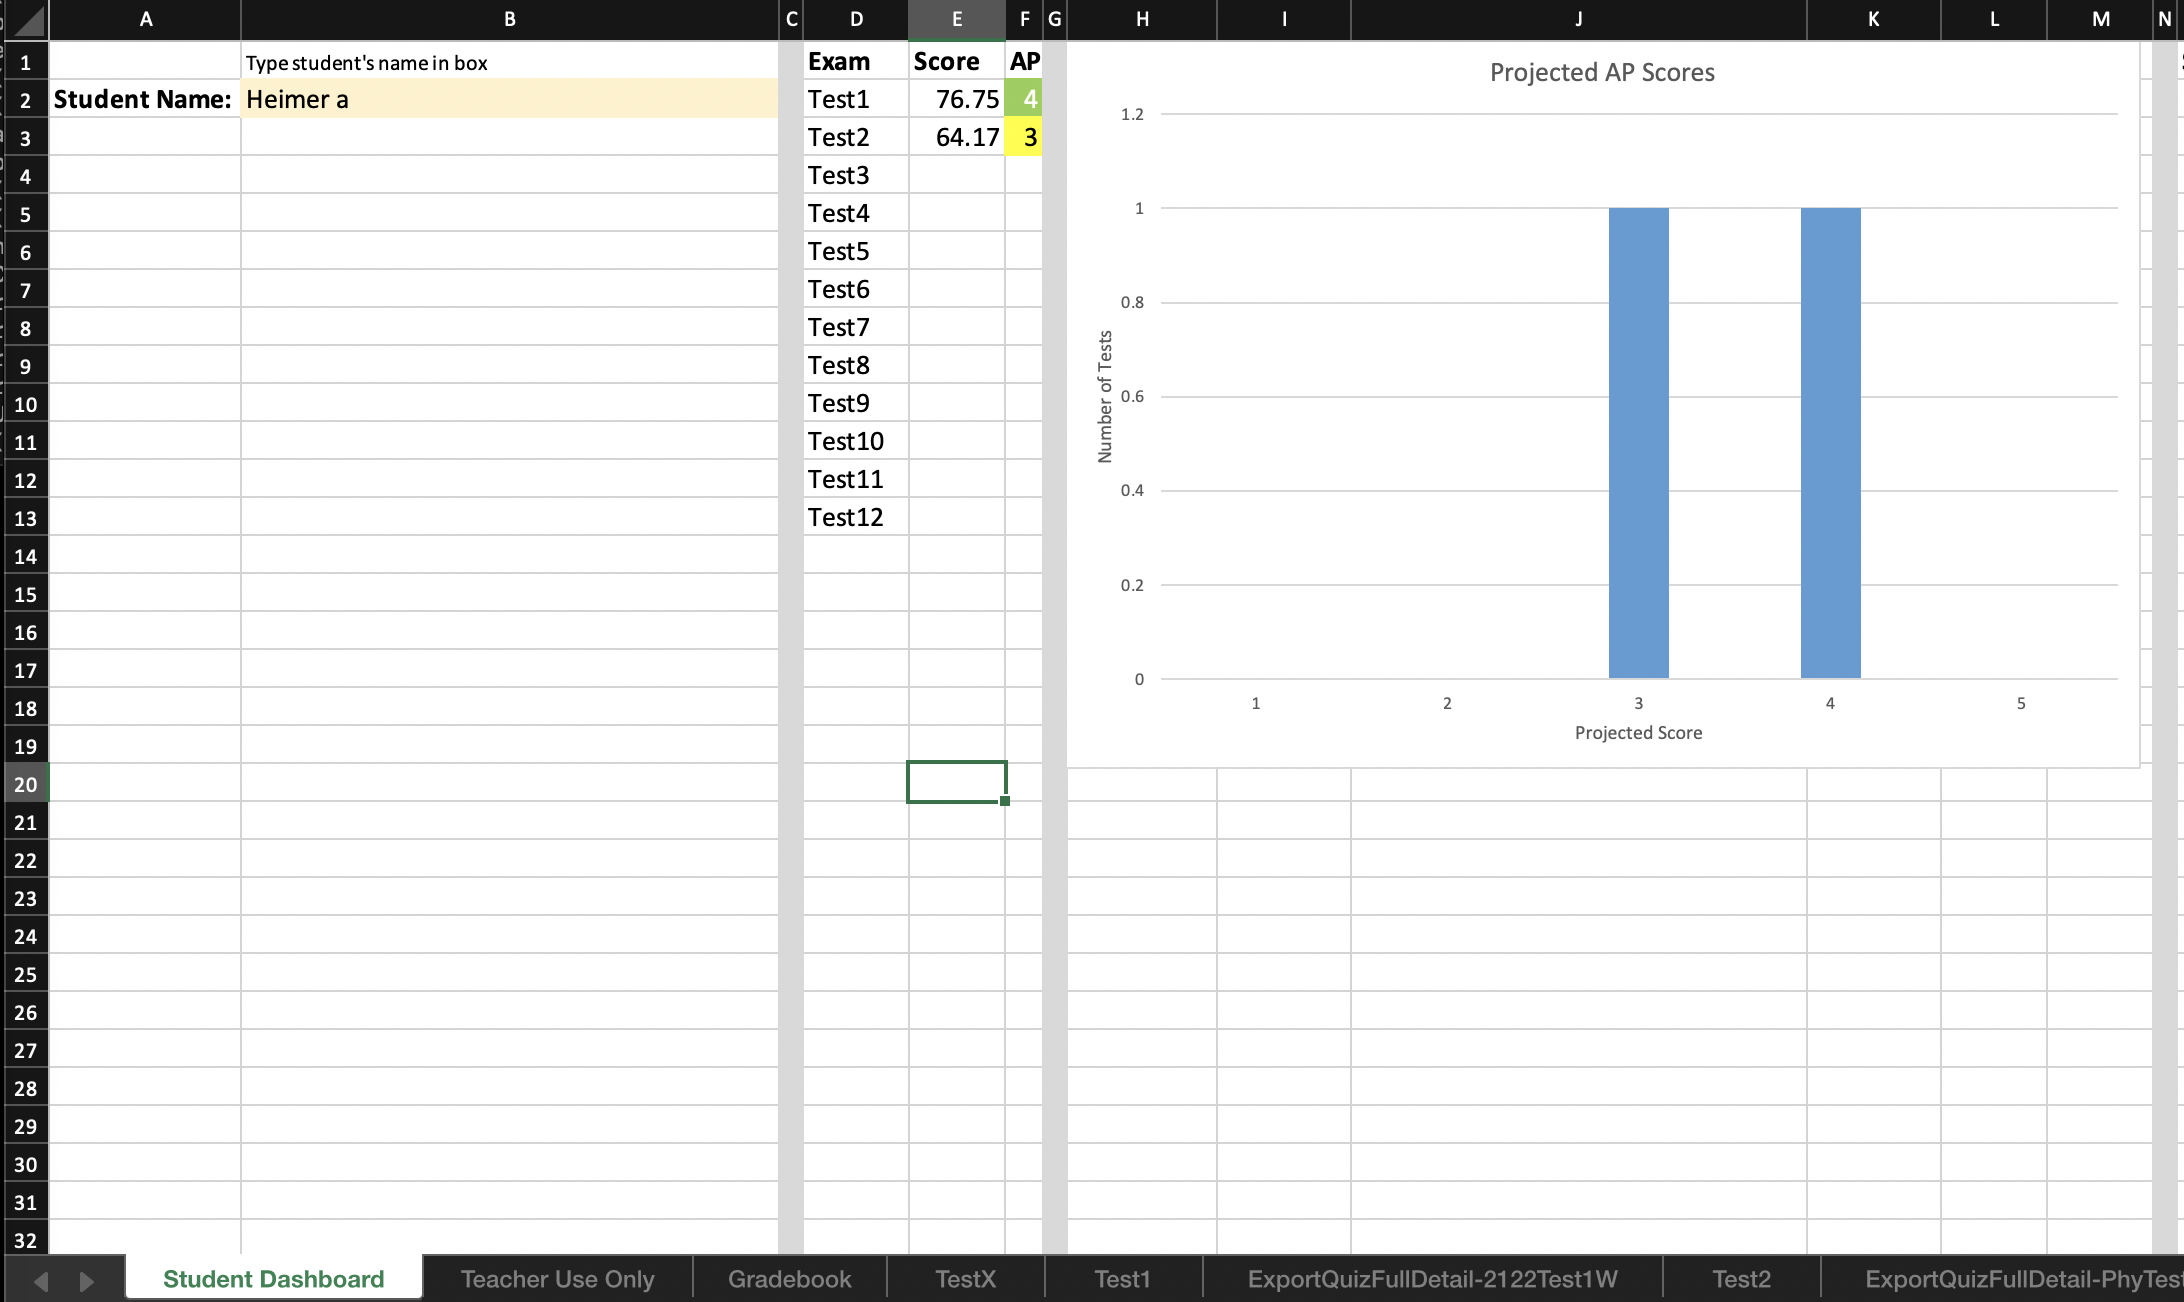 A B C D E F G H I J K L M N
1 Type student's name in box Exam Score AP
2 Student Name: Heimer a Test1 76.75 4
3 Test2 64.17 3
4 Test3
5 Test4
6 Test5
7 Test6
8 Test7
9 Test8
10 Test9
11 Test10
12 Test11
13 Test12
14
15
16
17
18
19
20
21
22
23
24
25
26
27
28
29
30
31
32
Projected AP Scores
1.2
1
0.8
0.6
0.4
0.2
0
Number of Tests
1 2 3 4 5
Projected Score
Student Dashboard Teacher Use Only Gradebook TestX Test1 ExportQuizFullDetail-2122Test1W Test2 ExportQuizFullDetail-PhyTes